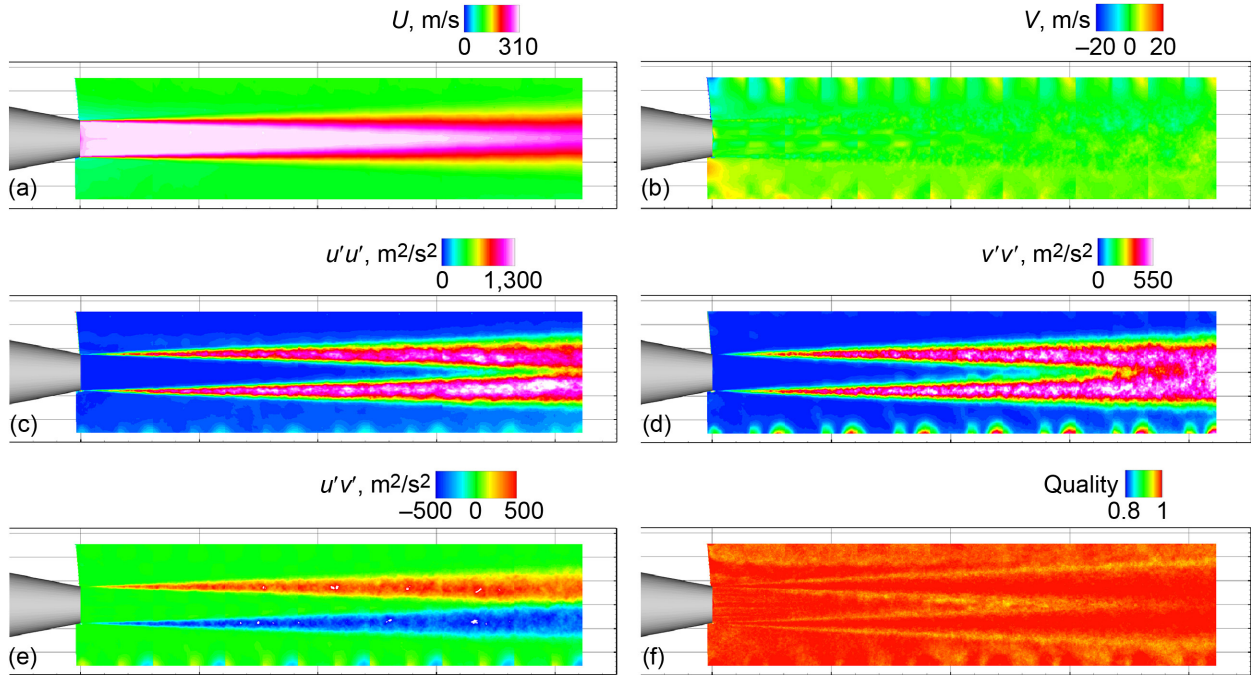 U, m/s
0 310
(a)
V, m/s
–20 0 20
(b)
u′u′, m2/s2
0 1,300
(c)
v′v′, m2/s2
0 550
(d)
u′v′, m2/s2
–500 0 500
(e)
Quality
0.8 1
(f)